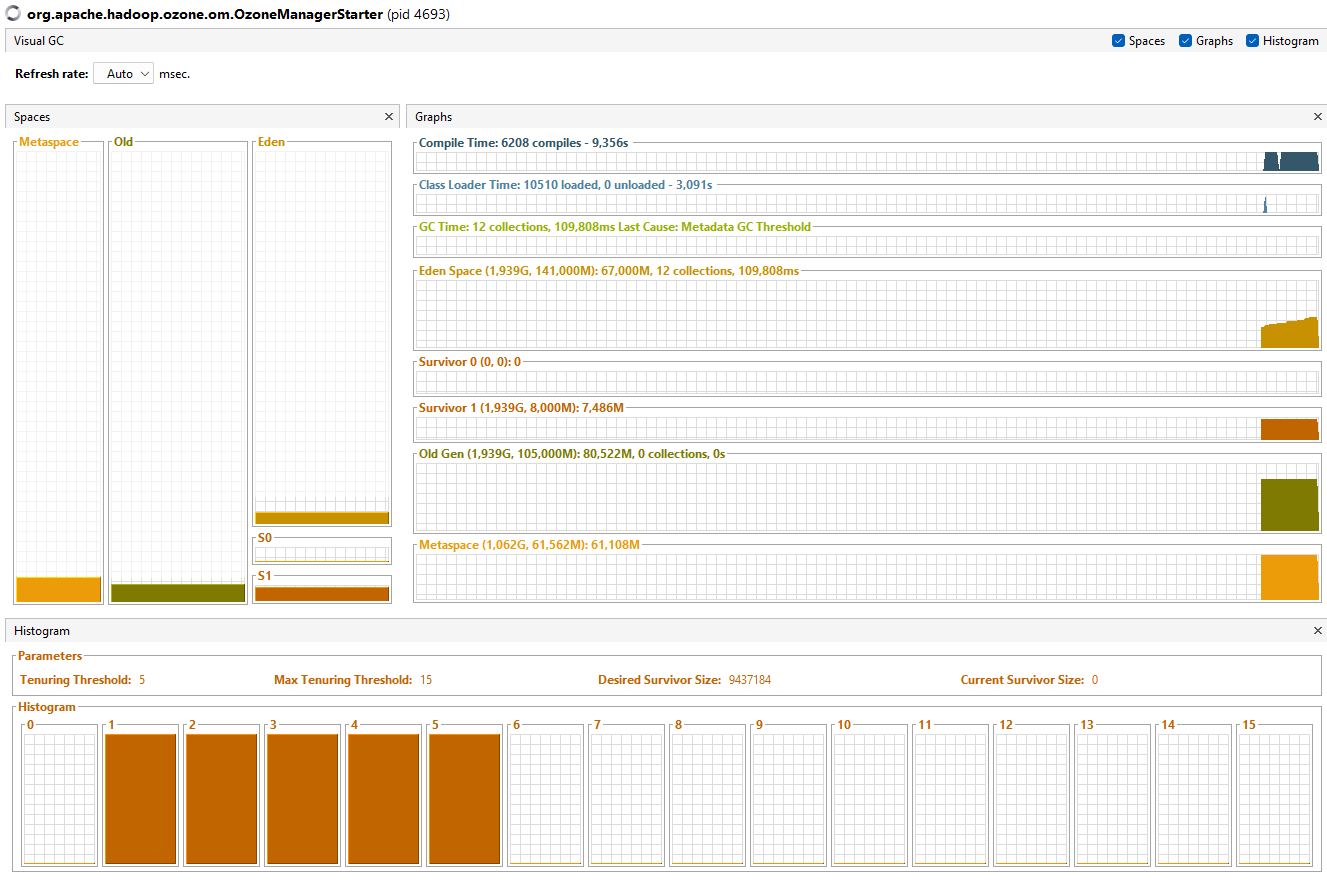 org.apache.hadoop.ozone.om.OzoneManagerStarter (pid 4693)
Visual GC
Spaces Graphs Histogram
Refresh rate: Auto msec.
Spaces
Metaspace Old Eden
S0
S1
Graphs
Compile Time: 6208 compiles - 9,356s
Class Loader Time: 10510 loaded, 0 unloaded - 3,091s
GC Time: 12 collections, 109,808ms Last Cause: Metadata GC Threshold
Eden Space (1,939G, 141,000M): 67,000M, 12 collections, 109,808ms
Survivor 0 (0, 0): 0
Survivor 1 (1,939G, 8,000M): 7,486M
Old Gen (1,939G, 105,000M): 80,522M, 0 collections, 0s
Metaspace (1,062G, 61,562M): 61,108M
Histogram
Parameters
Tenuring Threshold: 5 Max Tenuring Threshold: 15 Desired Survivor Size: 9437184 Current Survivor Size: 0
Histogram
0 1 2 3 4 5 6 7 8 9 10 11 12 13 14 15